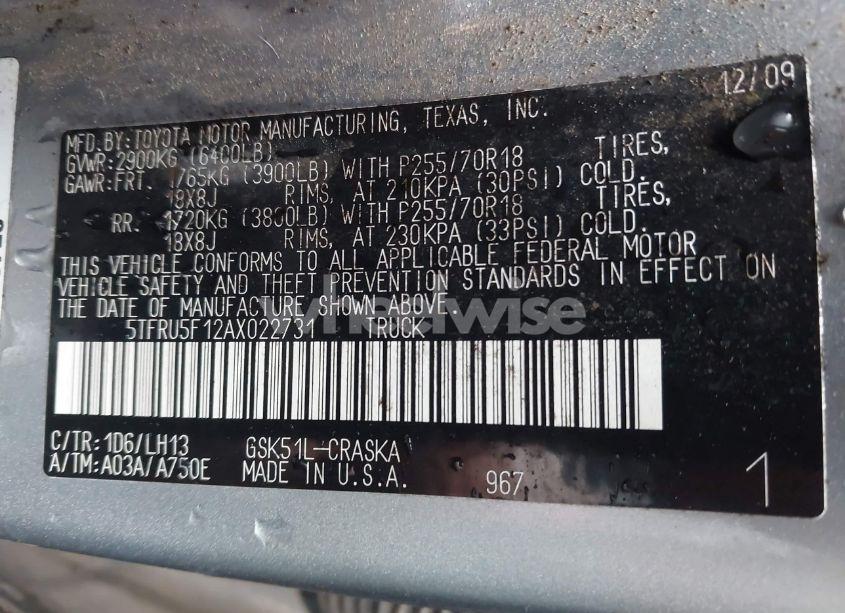 12/09
MFD.BY:TOYOTA MOTOR MANUFACTURING, TEXAS, INC.
GVWR:2900KG (6400LB)
GAWR:FRT. 1765KG (3900LB) WITH P255/70R18 TIRES,
18X8J RIMS, AT 210KPA (30PSI) COLD.
RR. 1720KG (3800LB) WITH P255/70R18 TIRES,
18X8J RIMS, AT 230KPA (33PSI) COLD.
THIS VEHICLE CONFORMS TO ALL APPLICABLE FEDERAL MOTOR
VEHICLE SAFETY AND THEFT PREVENTION STANDARDS IN EFFECT ON
THE DATE OF MANUFACTURE SHOWN ABOVE.
5TFRU5F12AX022731 TRUCK
C/TR:1D6/LH13 GSK51L-CRASKA
A/TM:A03A/A750E MADE IN U.S.A. 967 1